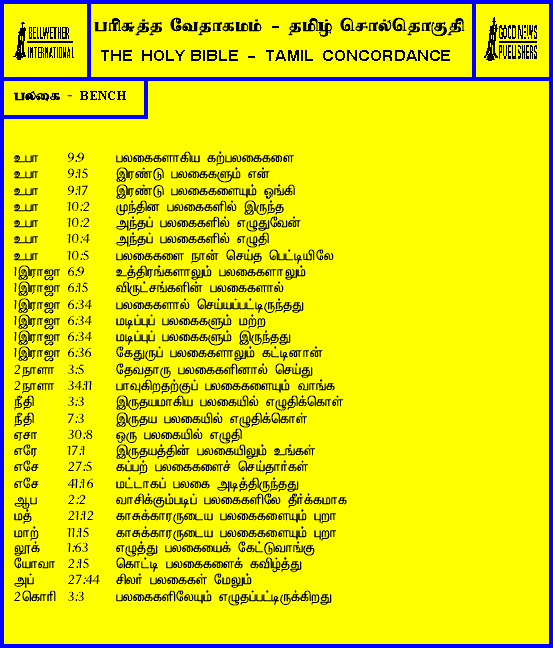 BELLWETHER INTERNATIONAL
பரிசுத்த வேதாகமம் - தமிழ் சொல்தொகுதி
THE HOLY BIBLE - TAMIL CONCORDANCE
GOOD NEWS PUBLISHERS
பலகை - BENCH
உபா 9:9 பலகைகளாகிய கற்பலகைகளை
உபா 9:15 இரண்டு பலகைகளும் என்
உபா 9:17 இரண்டு பலகைகளையும் ஓங்கி
உபா 10:2 முந்தின பலகைகளில் இருந்த
உபா 10:2 அந்தப் பலகைகளில் எழுதுவேன்
உபா 10:4 அந்தப் பலகைகளில் எழுதி
உபா 10:5 பலகைகளை நான் செய்த பெட்டியிலே
1இராஜா 6:9 உத்திரங்களாலும் பலகைகளாலும்
1இராஜா 6:15 விருட்சங்களின் பலகைகளால்
1இராஜா 6:34 பலகைகளால் செய்யப்பட்டிருந்தது
1இராஜா 6:34 மடிப்புப் பலகைகளும் மற்ற
1இராஜா 6:34 மடிப்புப் பலகைகளும் இருந்தது
1இராஜா 6:36 கேதுருப் பலகைகளாலும் கட்டினான்
2நாளா 3:5 தேவதாரு பலகைகளினால் செய்து
2நாளா 34:11 பாவுகிறதற்குப் பலகைகளையும் வாங்க
நீதி 3:3 இருதயமாகிய பலகையில் எழுதிக்கொள்
நீதி 7:3 இருதய பலகையில் எழுதிக்கொள்
ஏசா 30:8 ஒரு பலகையில் எழுதி
எரே 17:1 இருதயத்தின் பலகையிலும் உங்கள்
எசே 27:5 கப்பற் பலகைகளைச் செய்தார்கள்
எசே 41:16 மட்டாகப் பலகை அடித்திருந்தது
ஆப 2:2 வாசிக்கும்படிப் பலகைகளிலே தீர்க்கமாக
மத் 21:12 காசுக்காரருடைய பலகைகளையும் புறா
மாற் 11:15 காசுக்காரருடைய பலகைகளையும் புறா
லூக் 1:63 எழுத்து பலகையைக் கேட்டுவாங்கு
யோவா 2:15 கொட்டி பலகைகளைக் கவிழ்த்து
அப் 27:44 சிலர் பலகைகள் மேலும்
2கொரி 3:3 பலகைகளிலேயும் எழுதப்பட்டிருக்கிறது